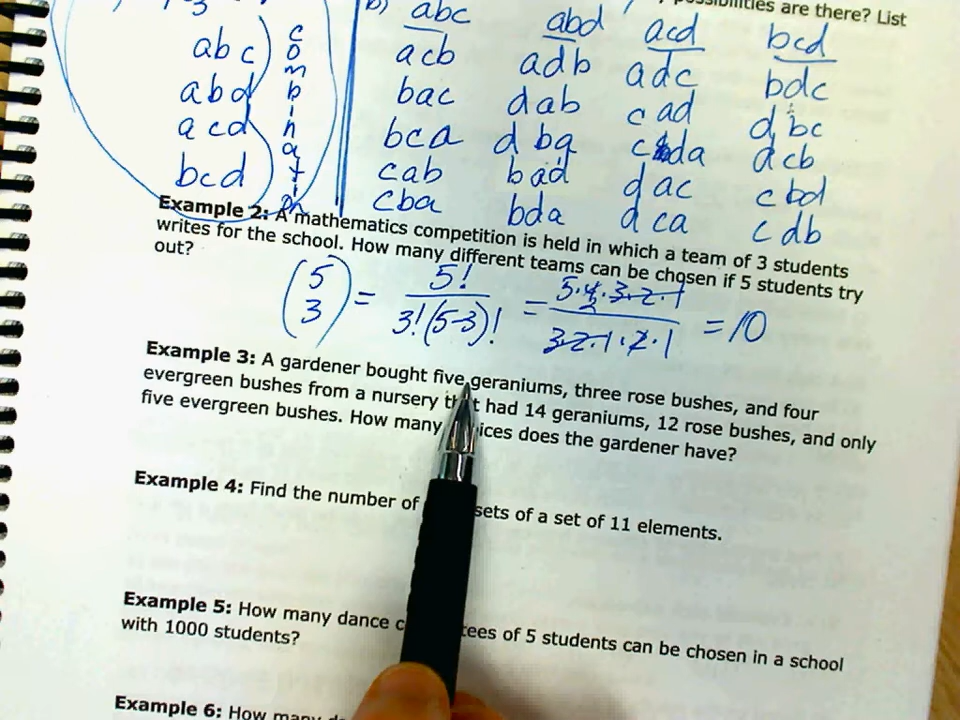 are there? List
b) abc abd acd bcd
abc acb adb adc bdc
abd bac dab cad dbc
acd bca dba cda dcb
bcd cab bad dac cbd
cba bda dca cdb
combination
Example 2: A mathematics competition is held in which a team of 3 students
writes for the school. How many different teams can be chosen if 5 students try
out?
(5 3) = 5! / 3!(5-3)! = 5·4·3·2·1 / 3·2·1·2·1 = 10
Example 3: A gardener bought five geraniums, three rose bushes, and four
evergreen bushes from a nursery that had 14 geraniums, 12 rose bushes, and only
five evergreen bushes. How many does the gardener have?
Example 4: Find the number of sets of a set of 11 elements.
Example 5: How many dance of 5 students can be chosen in a school
with 1000 students?
Example 6: How many